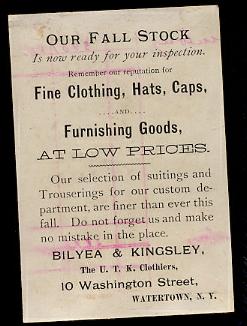 OUR FALL STOCK
Is now ready for your inspection.
Remember our reputation for
Fine Clothing, Hats, Caps,
....AND....
Furnishing Goods,
AT LOW PRICES.
Our selection of suitings and
Trouserings for our custom de-
partment, are finer than ever this
fall. Do not forget us and make
no mistake in the place.
BILYEA & KINGSLEY,
The U. T. K. Clothiers,
10 Washington Street,
WATERTOWN, N. Y.